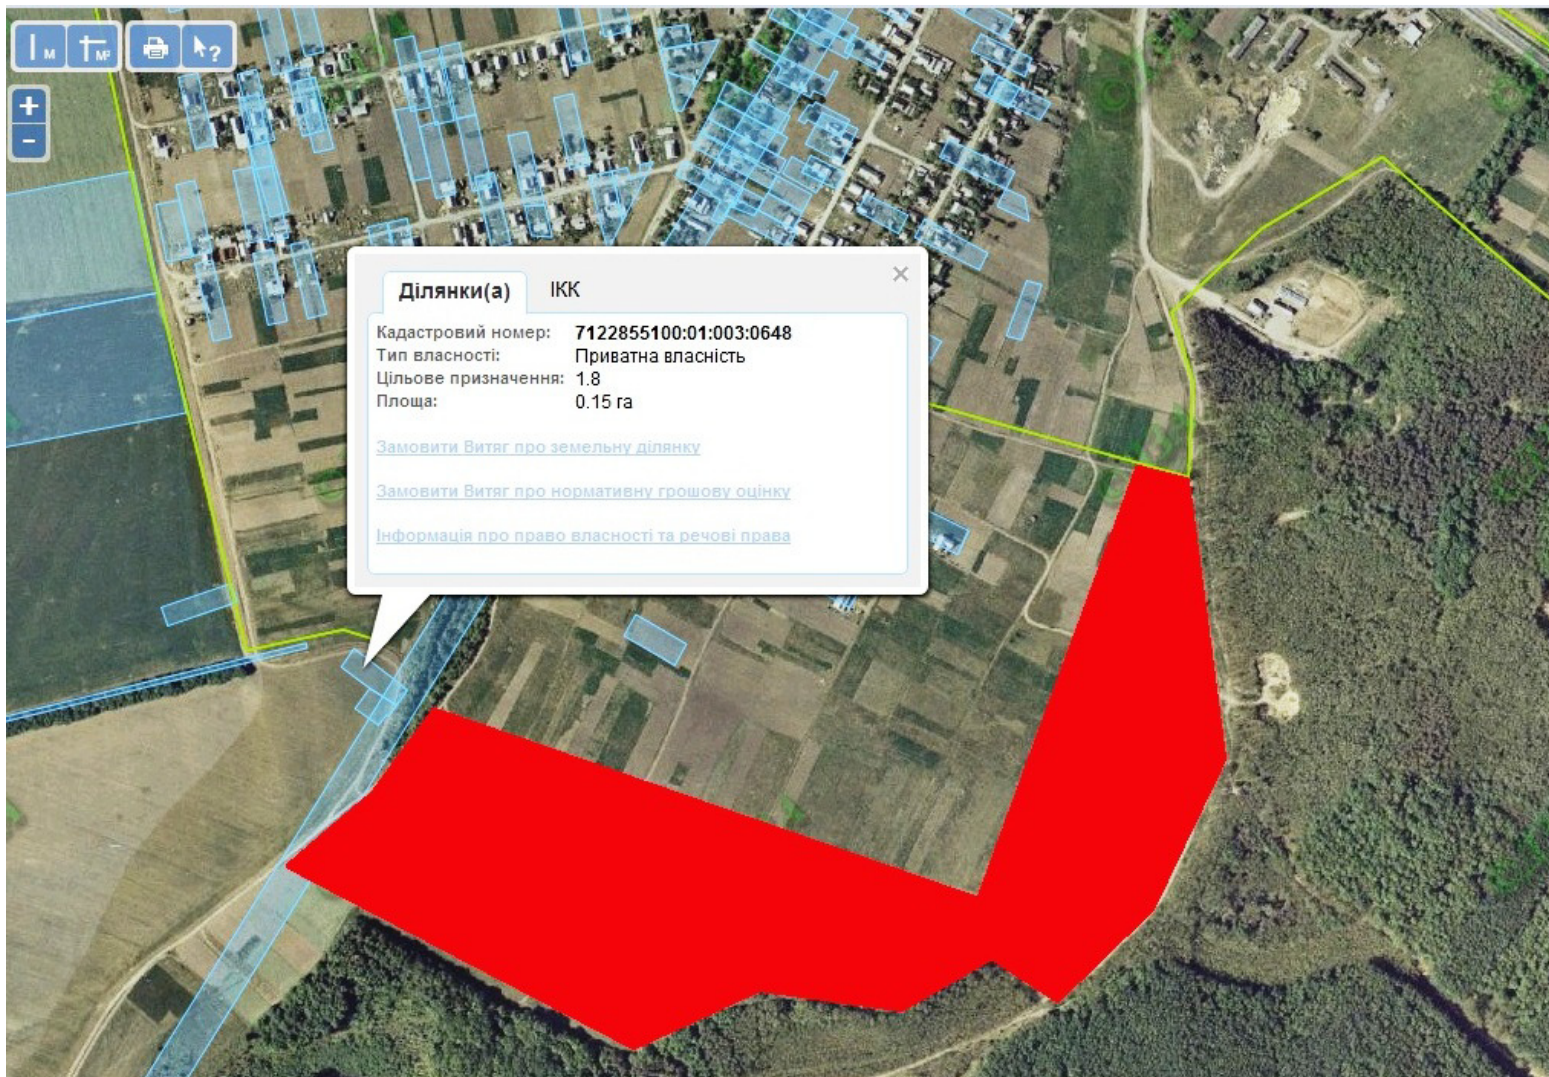 М
М²
?
+
-
Ділянки(а)
ІКК
×
Кадастровий номер: 7122855100:01:003:0648
Тип власності: Приватна власність
Цільове призначення: 1.8
Площа: 0.15 га
Замовити Витяг про земельну ділянку
Замовити Витяг про нормативну грошову оцінку
Інформація про право власності та речові права